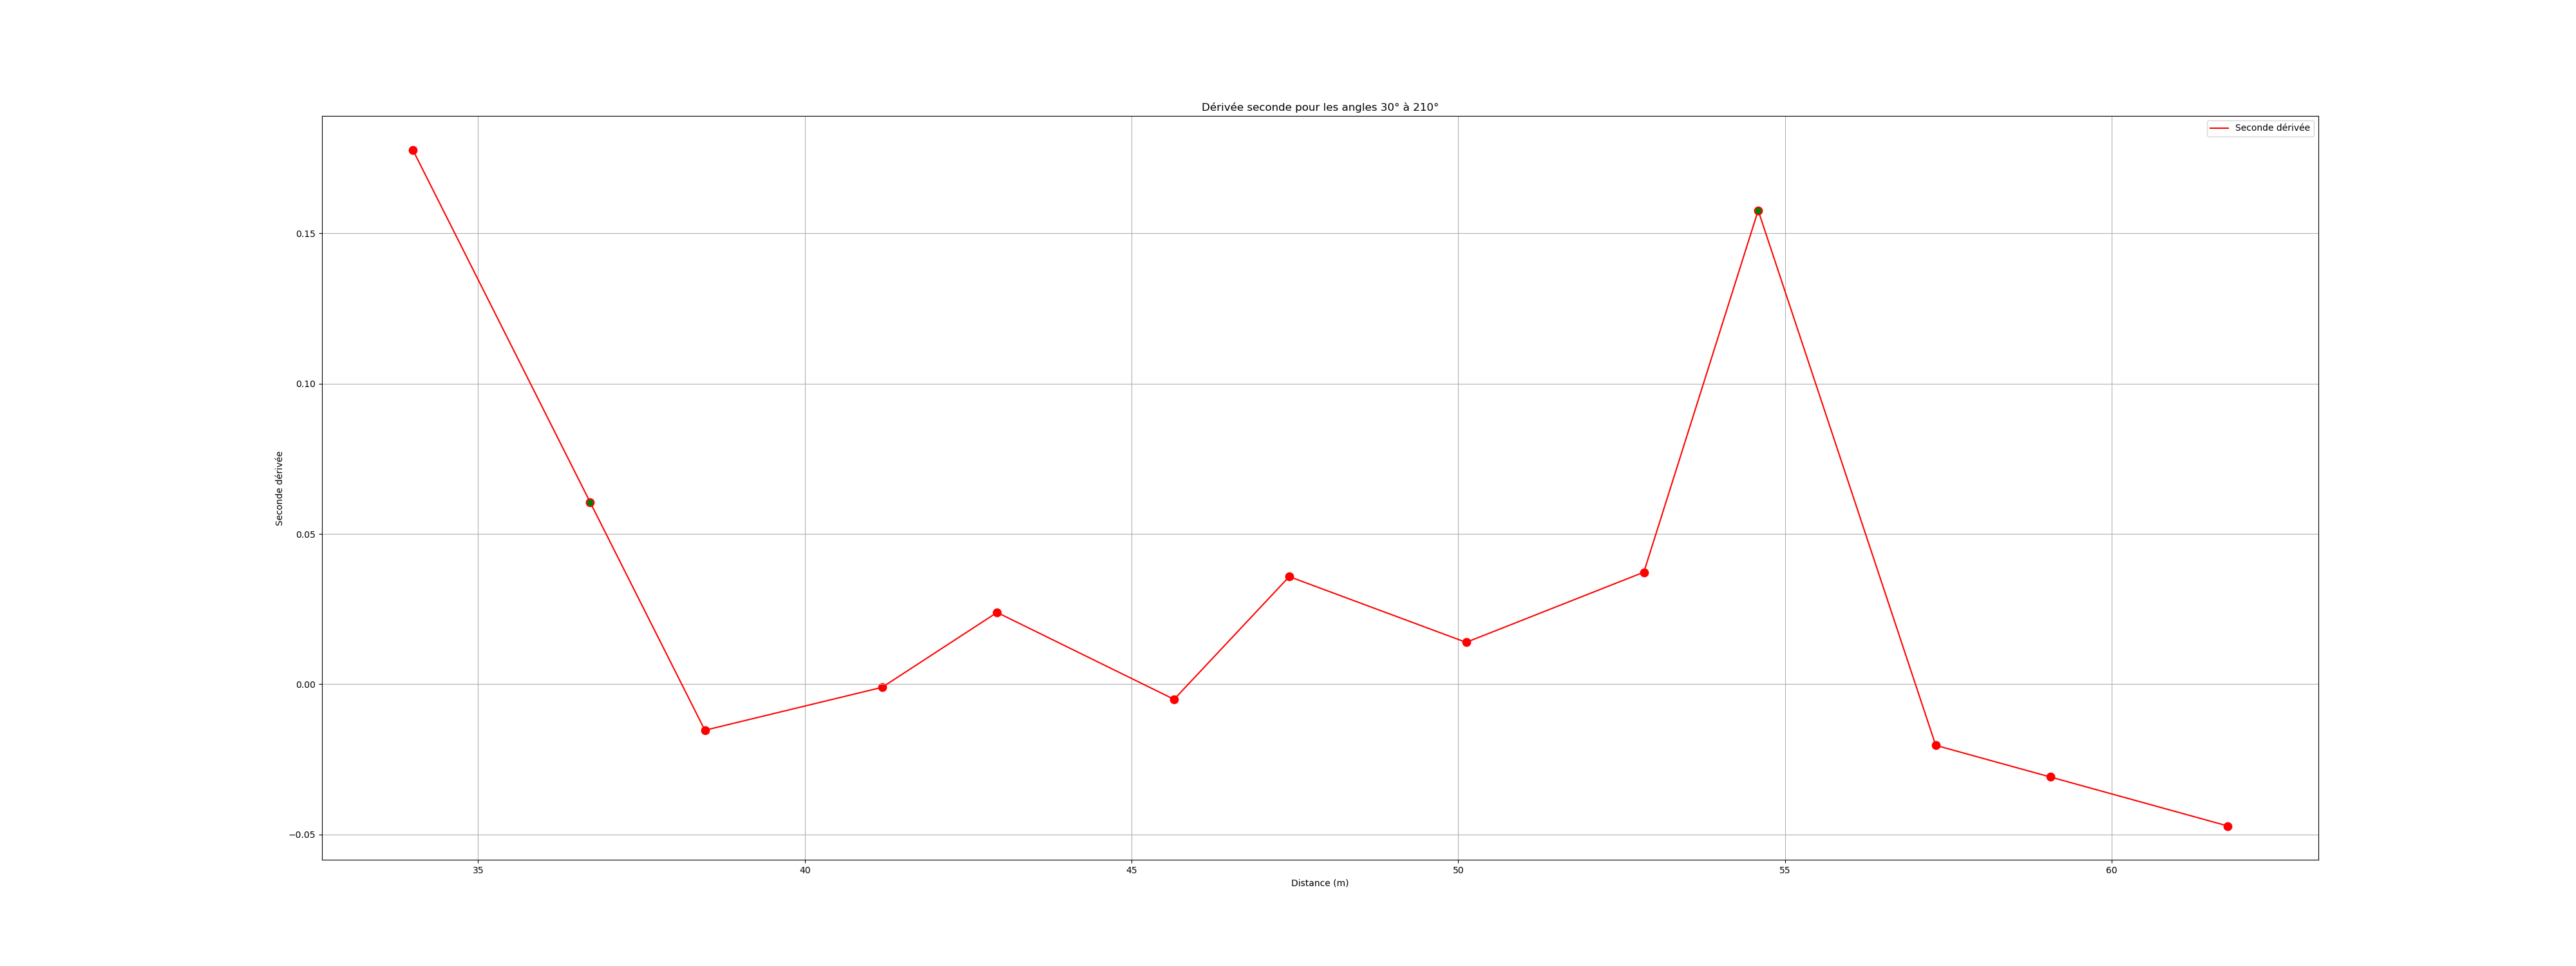 Dérivée seconde pour les angles 30° à 210°
Seconde dérivée
0.15
0.10
0.05
0.00
−0.05
Seconde dérivée
35 40 45 50 55 60
Distance (m)